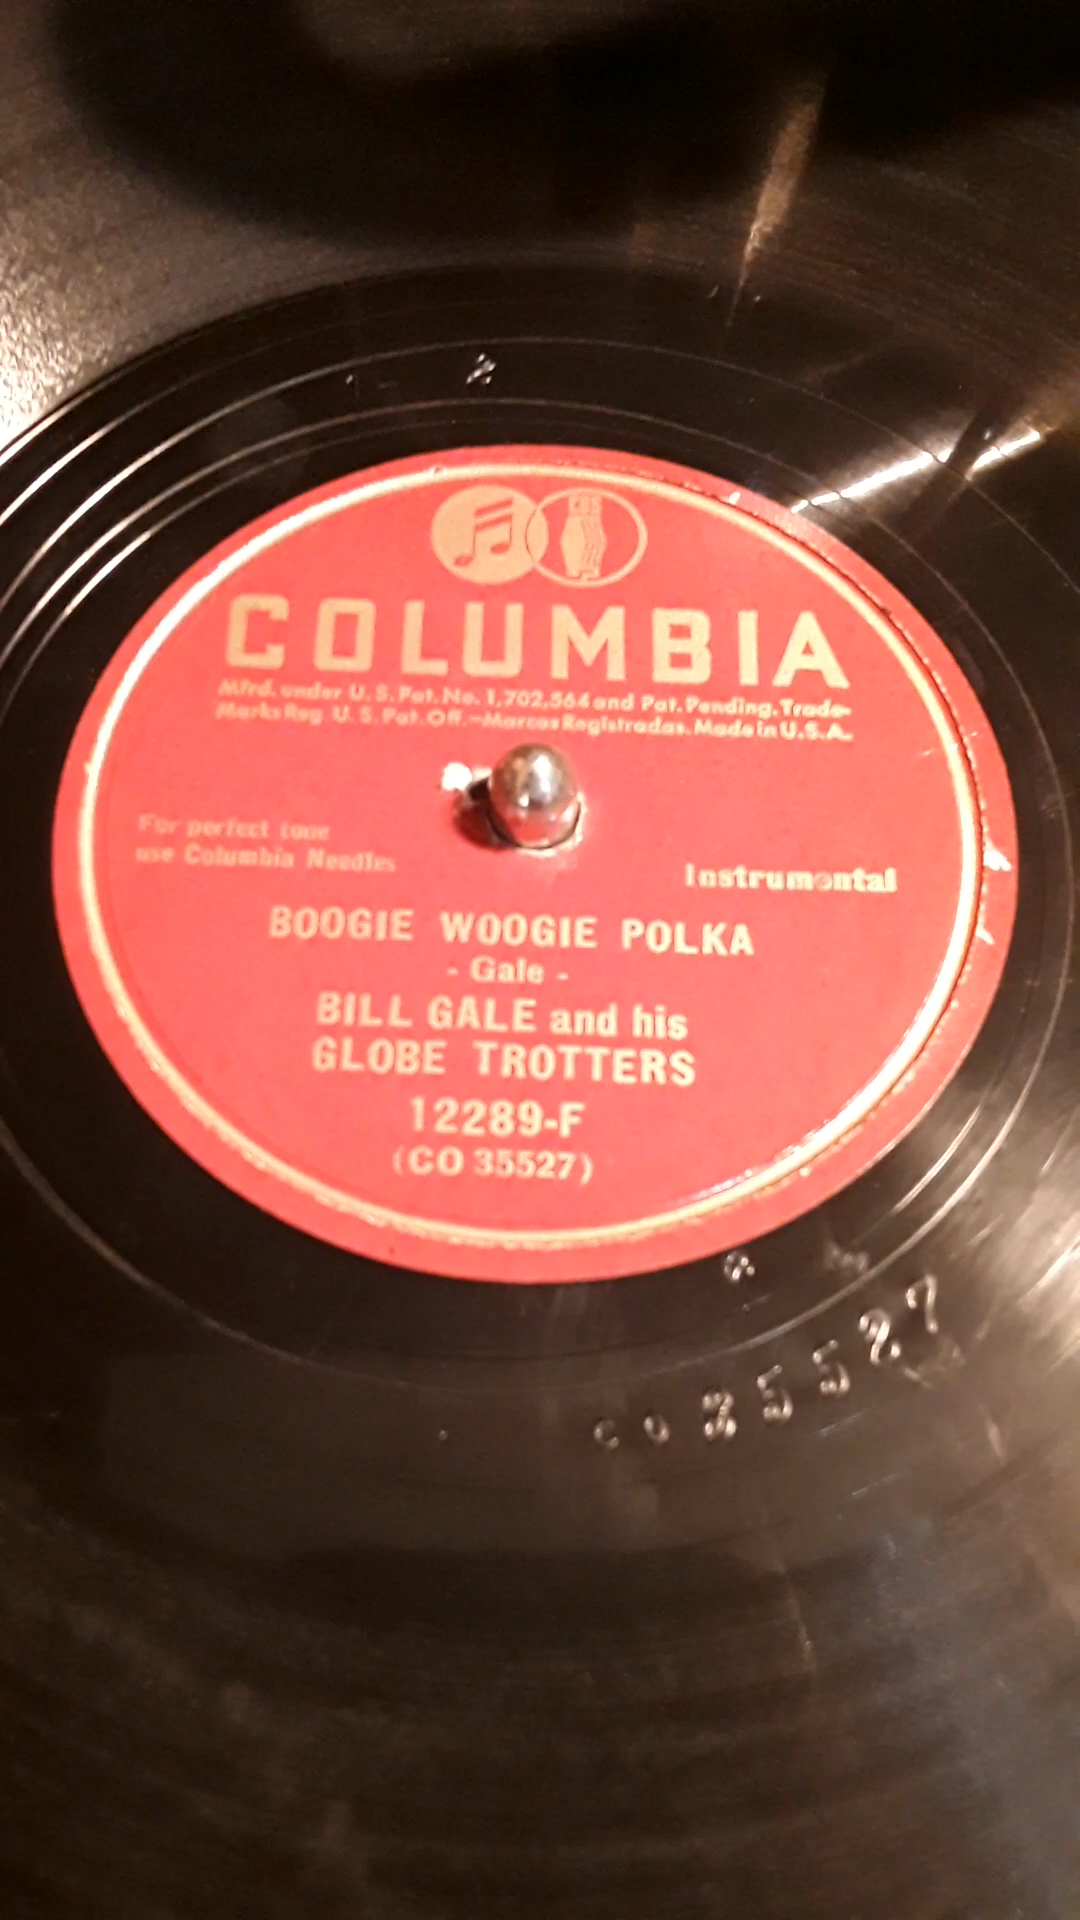 2
CBS
COLUMBIA
Mfrd. under U.S. Pat. No. 1,702,564 and Pat. Pending. Trade-
Marks Reg. U.S. Pat. Off.—Marcas Registradas. Made in U.S.A.
For perfect tone
use Columbia Needles
Instrumental
BOOGIE WOOGIE POLKA
- Gale -
BILL GALE and his
GLOBE TROTTERS
12289-F
(CO 35527)
CO 35527